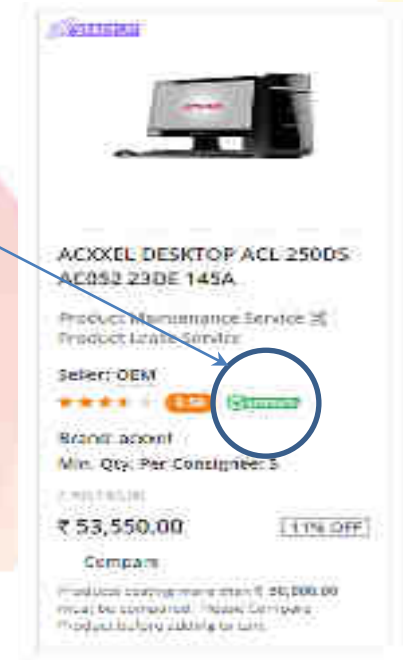 ACXXEL DESKTOP ACL 250DS
AC052 23DE 145A
Product Maintenance Service
Product Lease Service
Seller: OEM
Brand: acxxel
Min. Qty. Per Consignee: 5
₹ 53,550.00
11% OFF
Compare
Products costing more than ₹ 50,000.00
must be compared. Please Compare
Product before adding to cart.